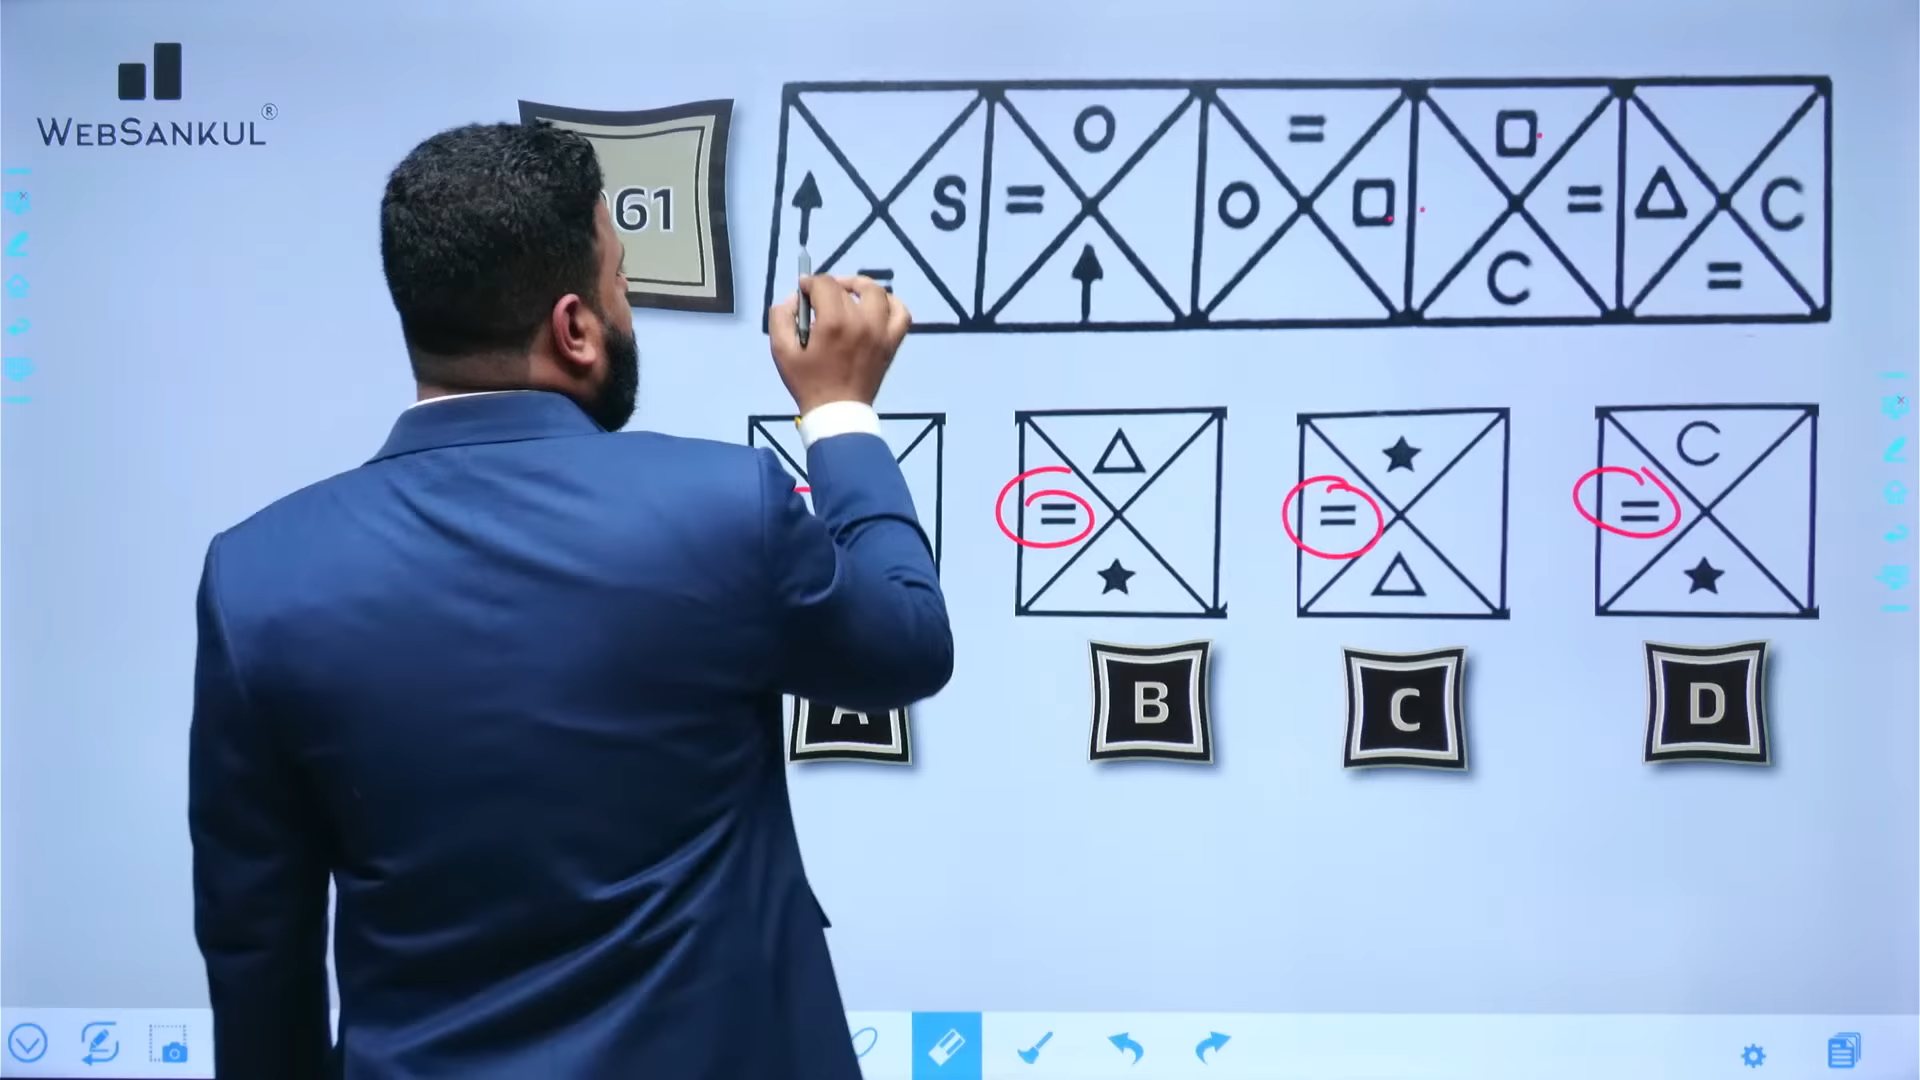 WEBSANKUL®
61
S = O = O = C = C
=
= = =
C
A B C D